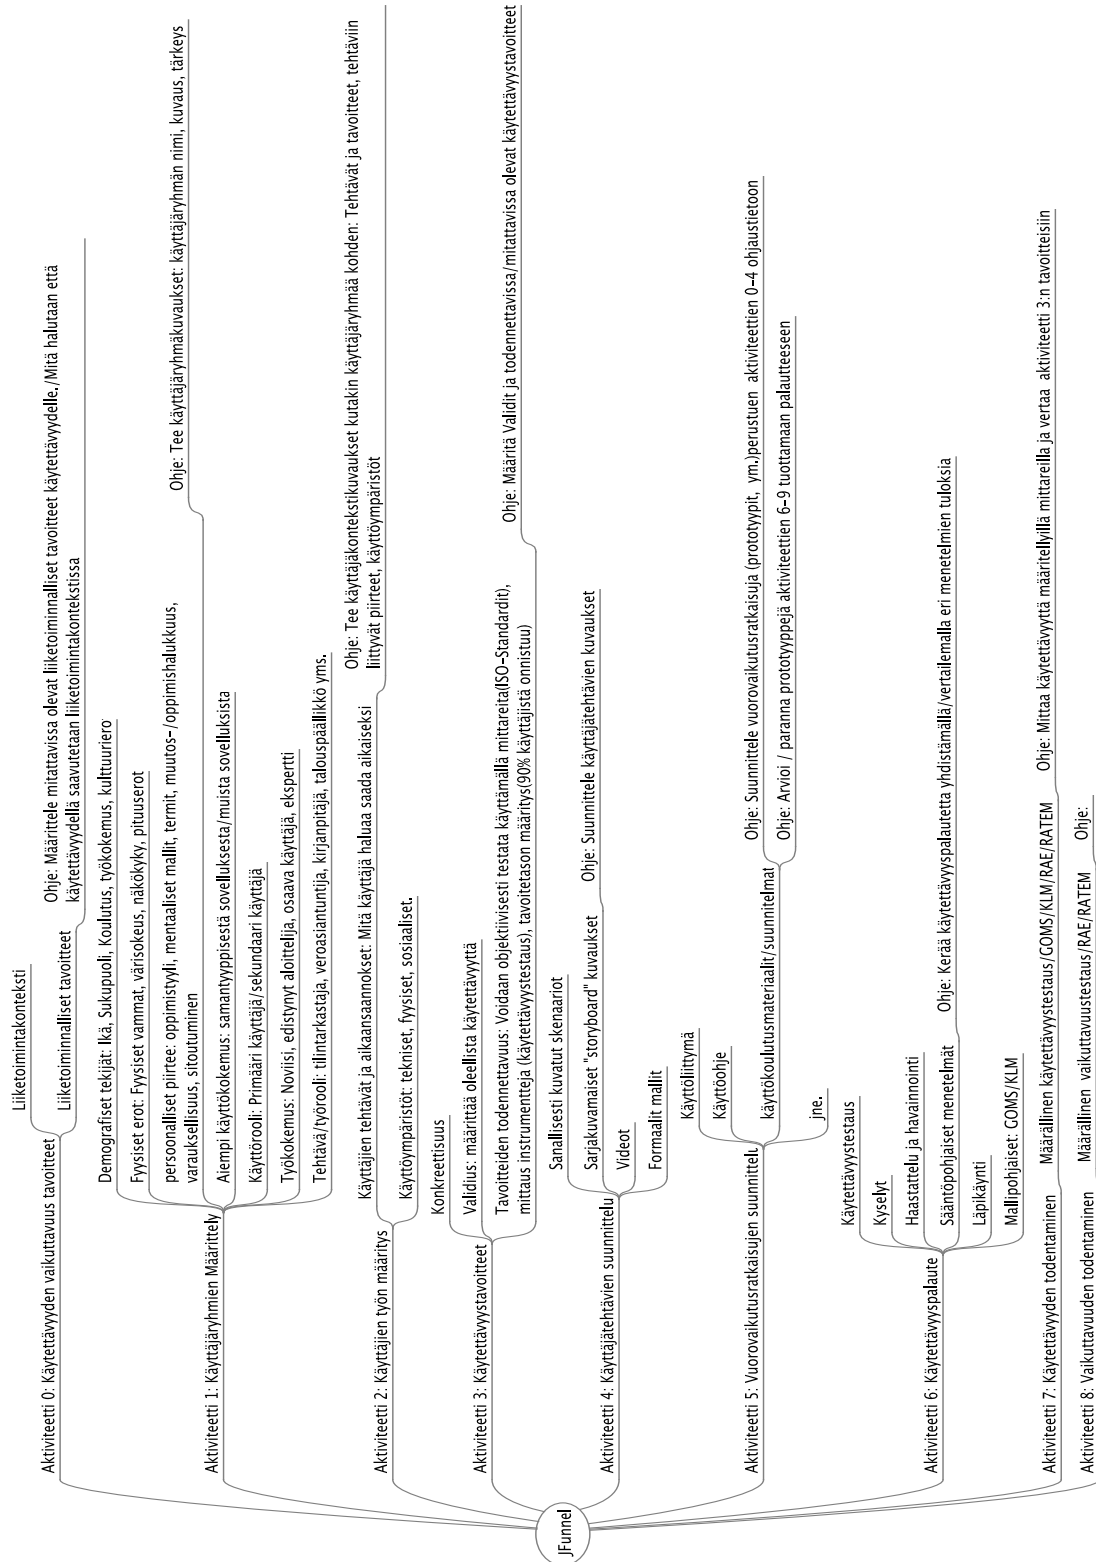 JFunnel
Aktiviteetti 0: Käytettävyyden vaikuttavuus tavoitteet
Liiketoimintakonteksti
Liiketoiminnalliset tavoitteet
Ohje: Määrittele mitattavissa olevat liiketoiminnalliset tavoitteet käytettävyydelle./Mitä halutaan että
käytettävyydellä saavutetaan liiketoimintakontekstissa
Aktiviteetti 1: Käyttäjäryhmien Määrittely
Demografiset tekijät: Ikä, Sukupuoli, Koulutus, työkokemus, kulttuuriero
Fyysiset erot: Fyysiset vammat, värisokeus, näkökyky, pituuserot
personalliset piirtee: oppimistyyli, mentaaliset mallit, termit, muutos-/oppimishalukkuus,
varauksellisuus, sitoutuminen
Aiempi käyttökokemus: samantyyppisestä sovelluksesta/muista sovelluksista
Käyttörooli: Primääri käyttäjä/sekundaari käyttäjä
Työkokemus: Noviisi, edistynyt aloittelija, osaava käyttäjä, ekspertti
Tehtävä/työrooli: tilintarkastaja, veroasiantuntija, kirjanpitäjä, talouspäällikkö yms.
Ohje: Tee käyttäjäryhmäkuvaukset: käyttäjäryhmän nimi, kuvaus, tärkeys
Aktiviteetti 2: Käyttäjien työn määritys
Käyttäjien tehtävät ja aikaansaannokset: Mitä käyttäjä haluaa saada aikaiseksi
Käyttöympäristöt: tekniset, fyysiset, sosiaaliset.
Ohje: Tee käyttäjäkontekstikuvaukset kutakin käyttäjäryhmää kohden: Tehtävät ja tavoitteet, tehtäviin
liittyvät piirteet, käyttöympäristöt
Aktiviteetti 3: Käytettävyystavoitteet
Konkreettisuus
Validius: määrittää oleellista käytettävyyttä
Tavoitteiden todennettavuus: Voidaan objektiivisesti testata käyttämällä mittareita(ISO-Standardit),
mittaus instrumentteja (käytettävyystestaus), tavoitetason määritys(90% käyttäjistä onnistuu)
Ohje: Määritä Validit ja todennettavissa/mitattavissa olevat käytettävyystavoitteet
Aktiviteetti 4: Käyttäjätehtävien suunnittelu
Sanallisesti kuvatut skenaariot
Sarjakuvamaiset "storyboard" kuvaukset
Videot
Formaalit mallit
Ohje: Suunnittele käyttäjätehtävien kuvaukset
Aktiviteetti 5: Vuorovaikutusratkaisujen suunnittelu
Käyttöliittymä
Käyttöohje
käyttökoulutusmateriaalit/suunnitelmat
jne.
Ohje: Suunnittele vuorovaikutusratkaisuja (prototyypit, ym.)perustuen aktiviteettien 0-4 ohjaustietoon
Ohje: Arvioi / paranna prototyyppejä aktiviteettien 6-9 tuottamaan palautteeseen
Aktiviteetti 6: Käytettävyyspalaute
Käytettävyystestaus
Kyselyt
Haastattelu ja havainnointi
Sääntöpohjaiset menetelmät
Läpikäynti
Mallipohjaiset: GOMS/KLM
Ohje: Kerää käytettävyyspalautetta yhdistämällä/vertailemalla eri menetelmien tuloksia
Aktiviteetti 7: Käytettävyyden todentaminen
Määrällinen käytettävyystestaus/GOMS/KLM/RAE/RATEM
Ohje: Mittaa käytettävyyttä määritellyillä mittareilla ja vertaa aktiviteetti 3:n tavoitteisiin
Aktiviteetti 8: Vaikuttavuuden todentaminen
Määrällinen vaikuttavuustestaus/RAE/RATEM
Ohje: